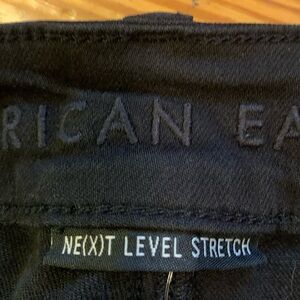 RICAN EA
NE(X)T LEVEL STRETCH